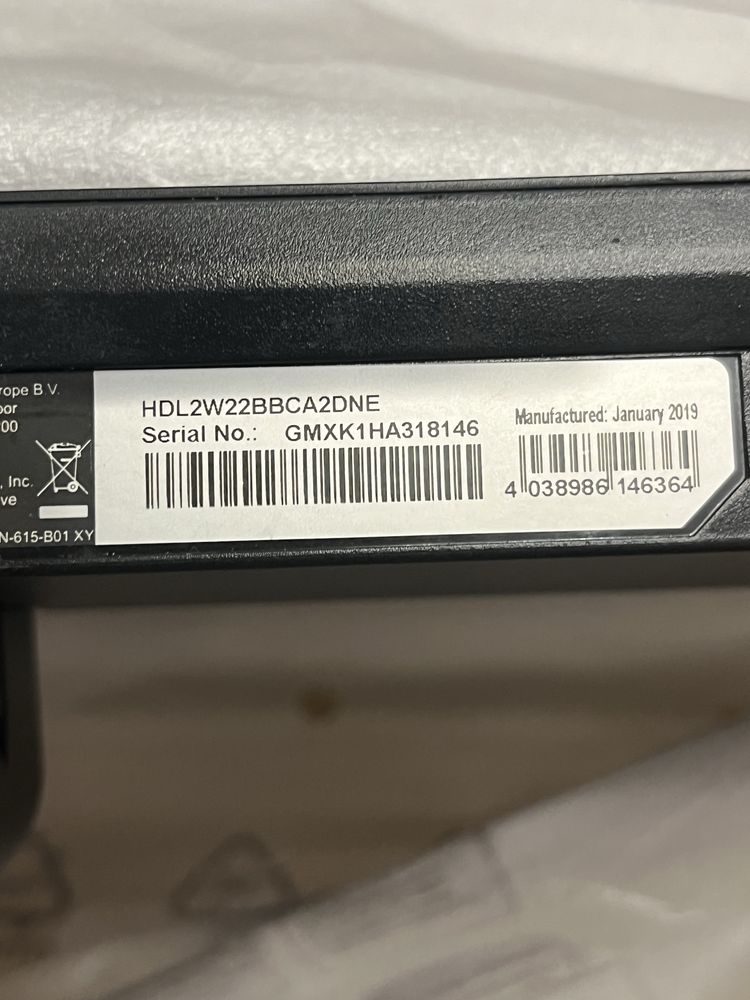 rope B V.
oor
00
, Inc.
ve
N-615-B01 XY
HDL2W22BBCA2DNE
Serial No.: GMXK1HA318146
Manufactured: January 2019
4 038986 146364